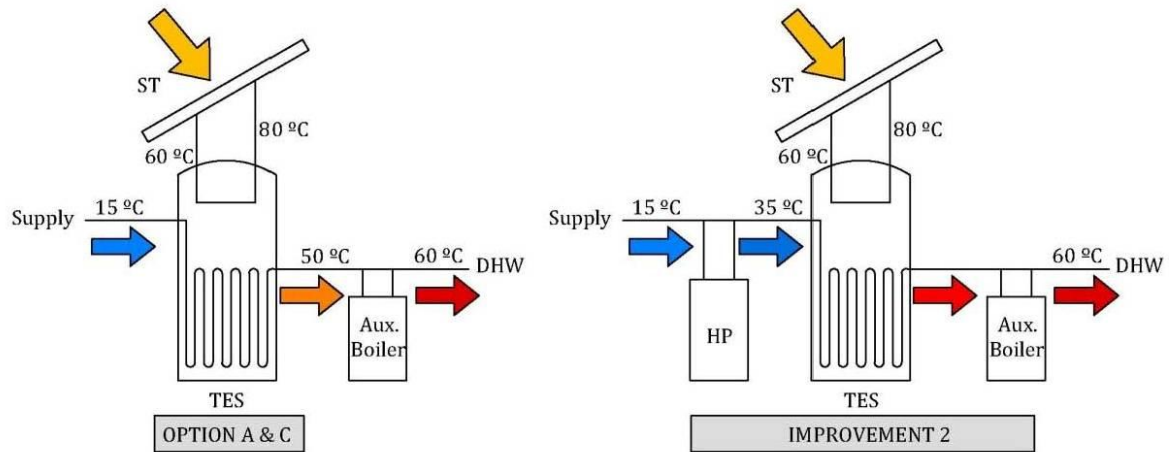 ST
80 ºC
60 ºC
15 ºC
Supply
50 ºC
60 ºC
DHW
Aux.
Boiler
TES
OPTION A & C
ST
80 ºC
60 ºC
15 ºC
35 ºC
Supply
60 ºC
DHW
HP
Aux.
Boiler
TES
IMPROVEMENT 2